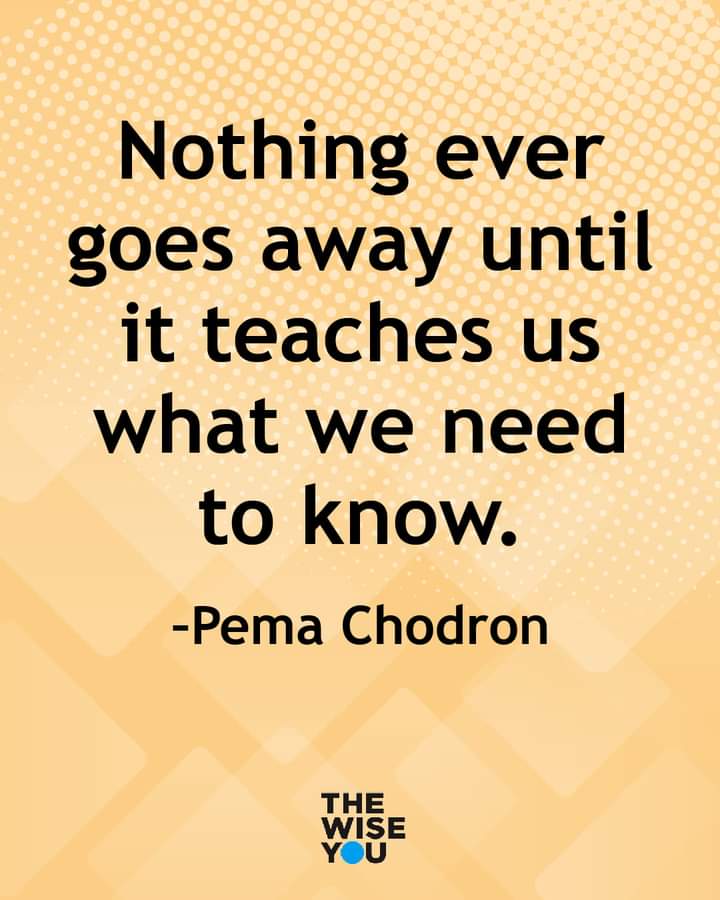 Nothing ever
goes away until
it teaches us
what we need
to know.
-Pema Chodron
THE
WISE
YOU